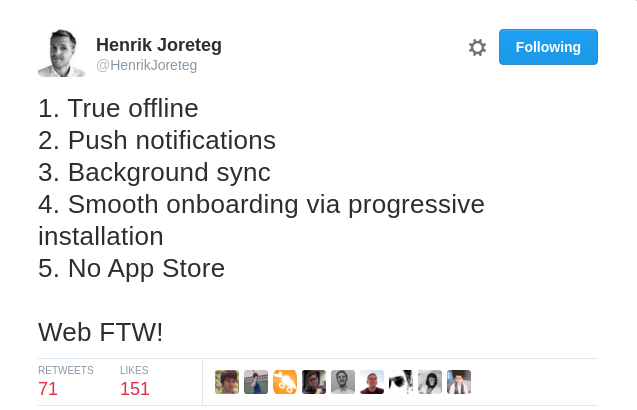 Henrik Joreteg
@HenrikJoreteg
Following
1. True offline
2. Push notifications
3. Background sync
4. Smooth onboarding via progressive
installation
5. No App Store
Web FTW!
RETWEETS LIKES
71 151